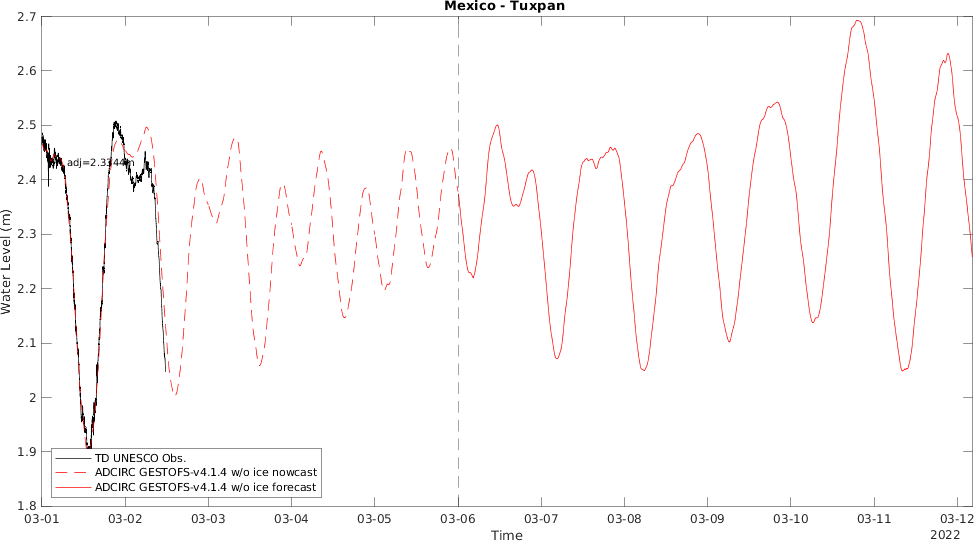 Mexico - Tuxpan
2.7
2.6
2.5
2.4
2.3
2.2
2.1
2
1.9
1.8
Water Level (m)
adj=2.3344m
TD UNESCO Obs.
ADCIRC GESTOFS-v4.1.4 w/o ice nowcast
ADCIRC GESTOFS-v4.1.4 w/o ice forecast
03-01 03-02 03-03 03-04 03-05 03-06 03-07 03-08 03-09 03-10 03-11 03-12
Time
2022